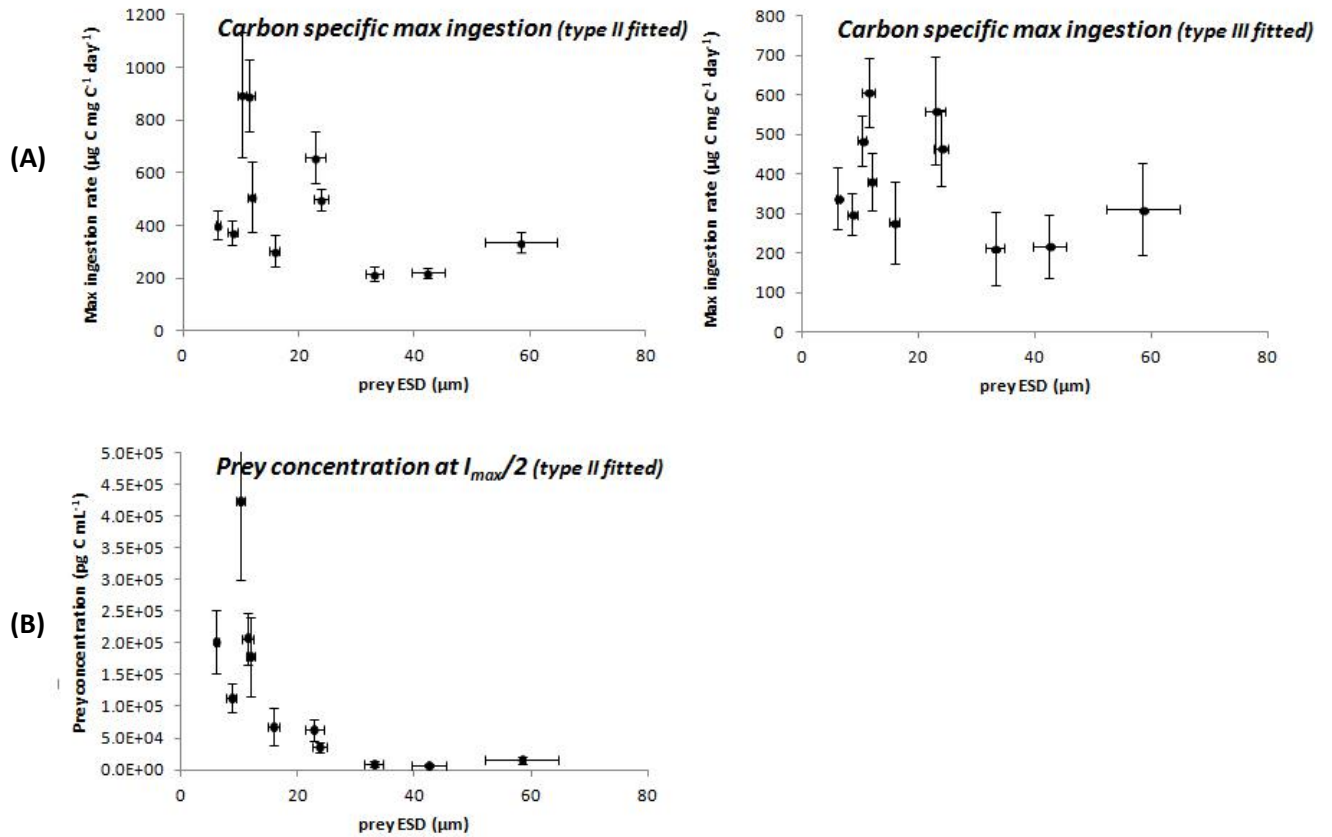 (A)
Carbon specific max ingestion (type II fitted)
Max ingestion rate (µg C mg C⁻¹ day⁻¹)
1200
1000
800
600
400
200
0
0 20 40 60 80
prey ESD (µm)
Carbon specific max ingestion (type III fitted)
Max ingestion rate (µg C mg C⁻¹ day⁻¹)
800
700
600
500
400
300
200
100
0
0 20 40 60 80
prey ESD (µm)
(B)
Prey concentration at Imax/2 (type II fitted)
Prey concentration (pg C mL⁻¹)
5.0E+05
4.5E+05
4.0E+05
3.5E+05
3.0E+05
2.5E+05
2.0E+05
1.5E+05
1.0E+05
5.0E+04
0.0E+00
0 20 40 60 80
prey ESD (µm)